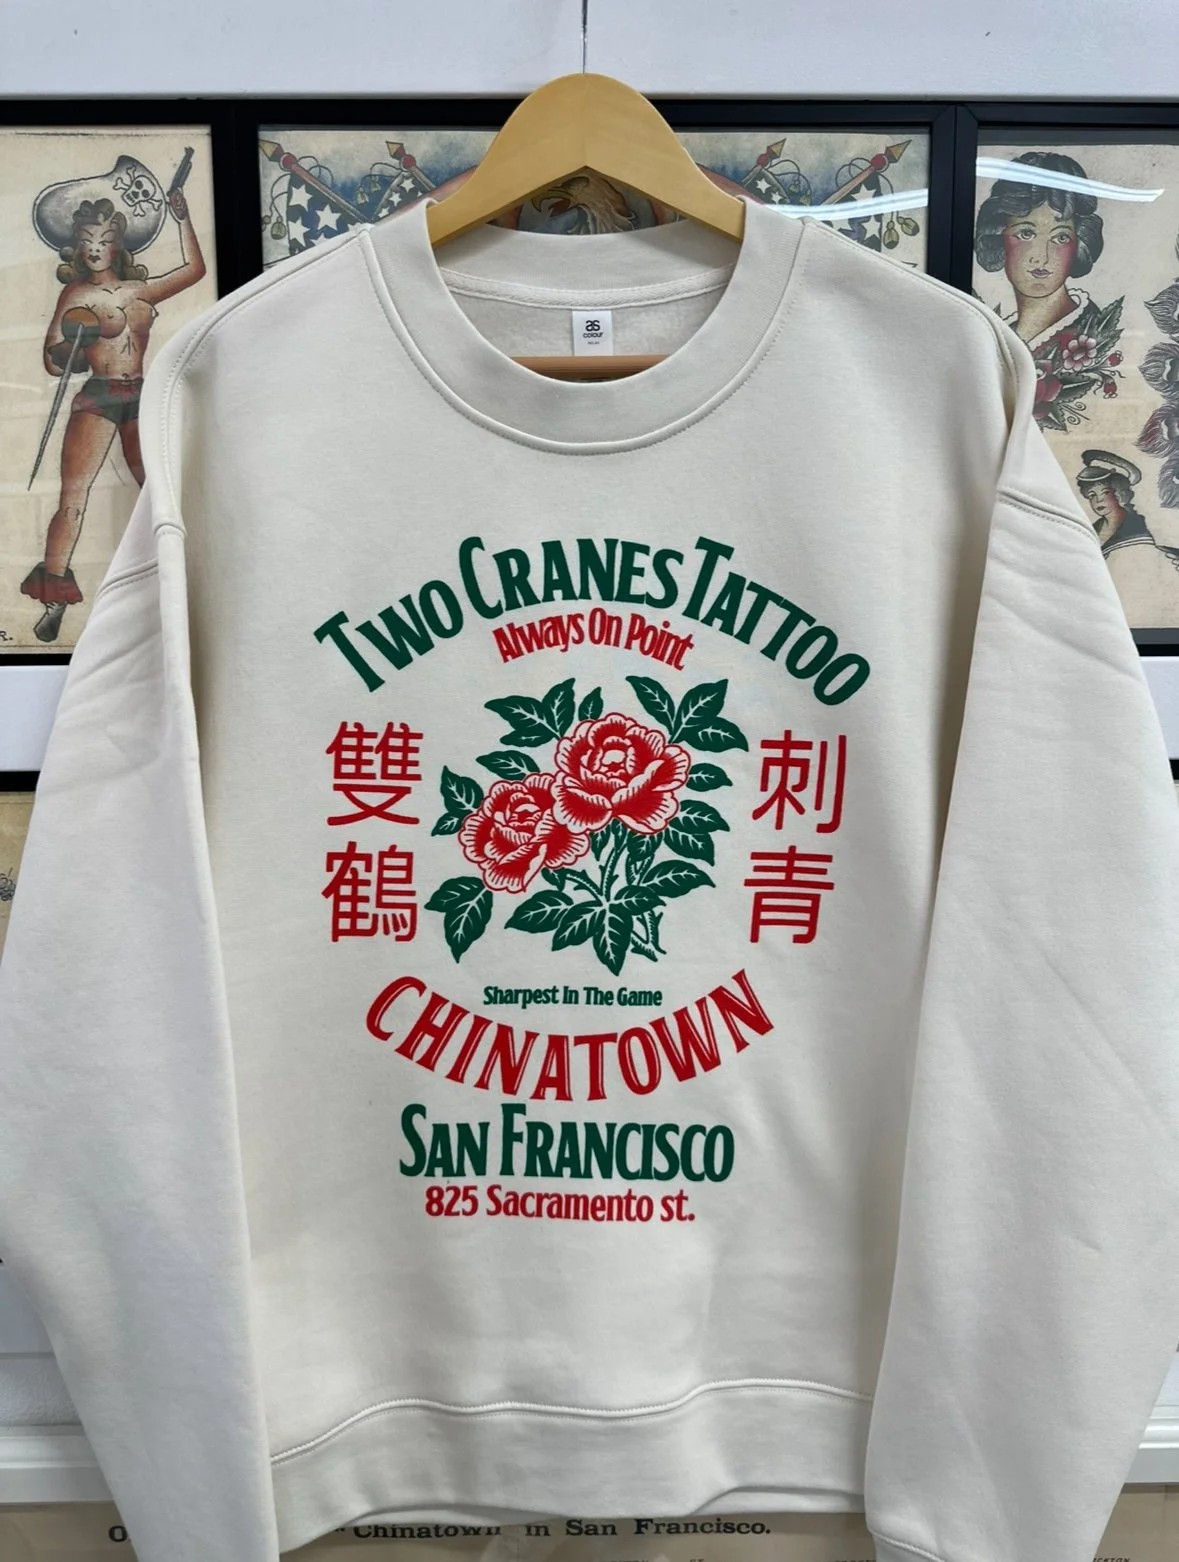 as
colour
TWO CRANES TATTOO
Always On Point
雙鶴
刺青
Sharpest In The Game
CHINATOWN
SAN FRANCISCO
825 Sacramento st.
Chinatown in San Francisco.